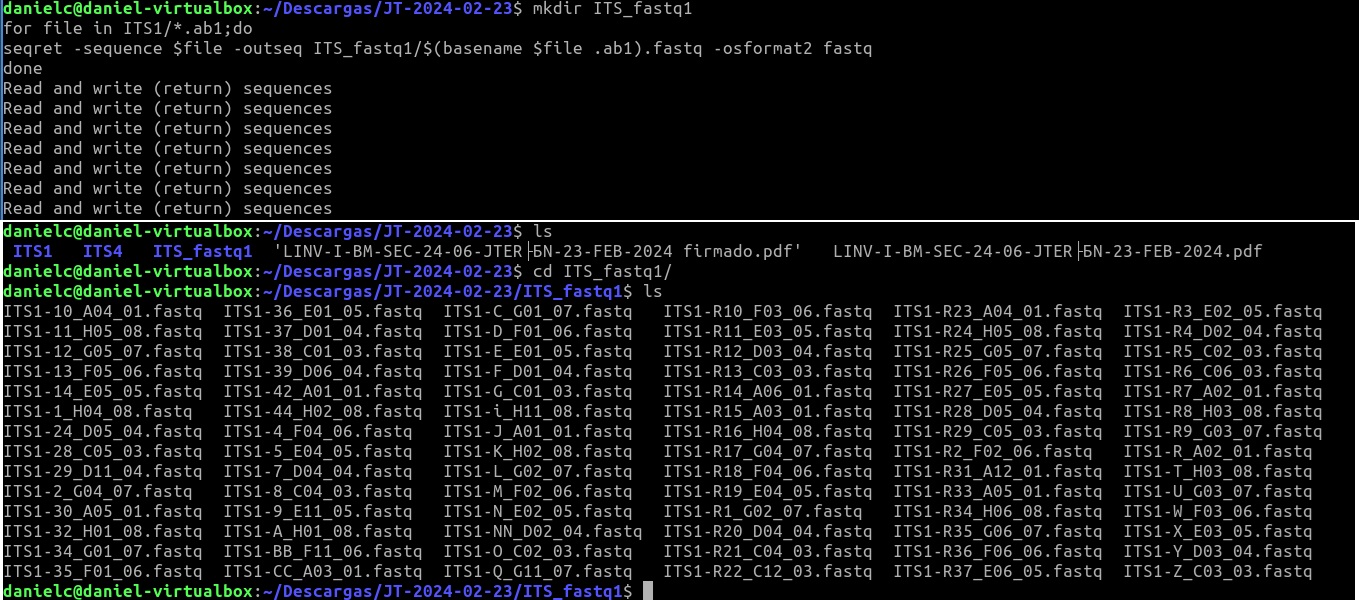 danielc@daniel-virtualbox:~/Descargas/JT-2024-02-23$ mkdir ITS_fastq1
for file in ITS1/*.ab1;do
seqret -sequence $file -outseq ITS_fastq1/$(basename $file .ab1).fastq -osformat2 fastq
done
Read and write (return) sequences
Read and write (return) sequences
Read and write (return) sequences
Read and write (return) sequences
Read and write (return) sequences
Read and write (return) sequences
Read and write (return) sequences
danielc@daniel-virtualbox:~/Descargas/JT-2024-02-23$ ls
ITS1 ITS4 ITS_fastq1 'LINV-I-BM-SEC-24-06-JTER├БN-23-FEB-2024 firmado.pdf' LINV-I-BM-SEC-24-06-JTER├БN-23-FEB-2024.pdf
danielc@daniel-virtualbox:~/Descargas/JT-2024-02-23$ cd ITS_fastq1/
danielc@daniel-virtualbox:~/Descargas/JT-2024-02-23/ITS_fastq1$ ls
ITS1-10_A04_01.fastq ITS1-36_E01_05.fastq ITS1-C_G01_07.fastq ITS1-R10_F03_06.fastq ITS1-R23_A04_01.fastq ITS1-R3_E02_05.fastq
ITS1-11_H05_08.fastq ITS1-37_D01_04.fastq ITS1-D_F01_06.fastq ITS1-R11_E03_05.fastq ITS1-R24_H05_08.fastq ITS1-R4_D02_04.fastq
ITS1-12_G05_07.fastq ITS1-38_C01_03.fastq ITS1-E_E01_05.fastq ITS1-R12_D03_04.fastq ITS1-R25_G05_07.fastq ITS1-R5_C02_03.fastq
ITS1-13_F05_06.fastq ITS1-39_D06_04.fastq ITS1-F_D01_04.fastq ITS1-R13_C03_03.fastq ITS1-R26_F05_06.fastq ITS1-R6_C06_03.fastq
ITS1-14_E05_05.fastq ITS1-42_A01_01.fastq ITS1-G_C01_03.fastq ITS1-R14_A06_01.fastq ITS1-R27_E05_05.fastq ITS1-R7_A02_01.fastq
ITS1-1_H04_08.fastq ITS1-44_H02_08.fastq ITS1-i_H11_08.fastq ITS1-R15_A03_01.fastq ITS1-R28_D05_04.fastq ITS1-R8_H03_08.fastq
ITS1-24_D05_04.fastq ITS1-4_F04_06.fastq ITS1-J_A01_01.fastq ITS1-R16_H04_08.fastq ITS1-R29_C05_03.fastq ITS1-R9_G03_07.fastq
ITS1-28_C05_03.fastq ITS1-5_E04_05.fastq ITS1-K_H02_08.fastq ITS1-R17_G04_07.fastq ITS1-R2_F02_06.fastq ITS1-R_A02_01.fastq
ITS1-29_D11_04.fastq ITS1-7_D04_04.fastq ITS1-L_G02_07.fastq ITS1-R18_F04_06.fastq ITS1-R31_A12_01.fastq ITS1-T_H03_08.fastq
ITS1-2_G04_07.fastq ITS1-8_C04_03.fastq ITS1-M_F02_06.fastq ITS1-R19_E04_05.fastq ITS1-R33_A05_01.fastq ITS1-U_G03_07.fastq
ITS1-30_A05_01.fastq ITS1-9_E11_05.fastq ITS1-N_E02_05.fastq ITS1-R1_G02_07.fastq ITS1-R34_H06_08.fastq ITS1-W_F03_06.fastq
ITS1-32_H01_08.fastq ITS1-A_H01_08.fastq ITS1-NN_D02_04.fastq ITS1-R20_D04_04.fastq ITS1-R35_G06_07.fastq ITS1-X_E03_05.fastq
ITS1-34_G01_07.fastq ITS1-BB_F11_06.fastq ITS1-O_C02_03.fastq ITS1-R21_C04_03.fastq ITS1-R36_F06_06.fastq ITS1-Y_D03_04.fastq
ITS1-35_F01_06.fastq ITS1-CC_A03_01.fastq ITS1-Q_G11_07.fastq ITS1-R22_C12_03.fastq ITS1-R37_E06_05.fastq ITS1-Z_C03_03.fastq
danielc@daniel-virtualbox:~/Descargas/JT-2024-02-23/ITS_fastq1$